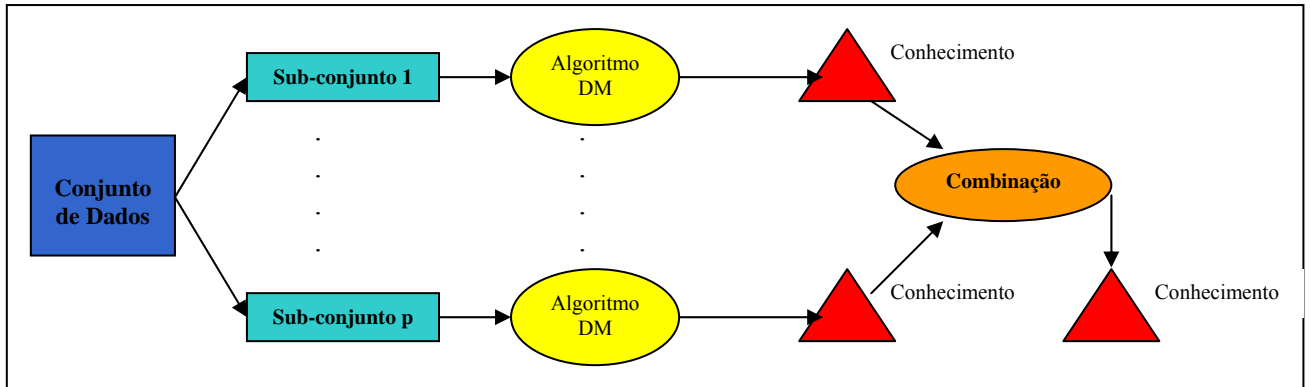 Sub-conjunto 1
Algoritmo
DM
Conhecimento
Conjunto
de Dados
Combinação
Sub-conjunto p
Algoritmo
DM
Conhecimento
Conhecimento